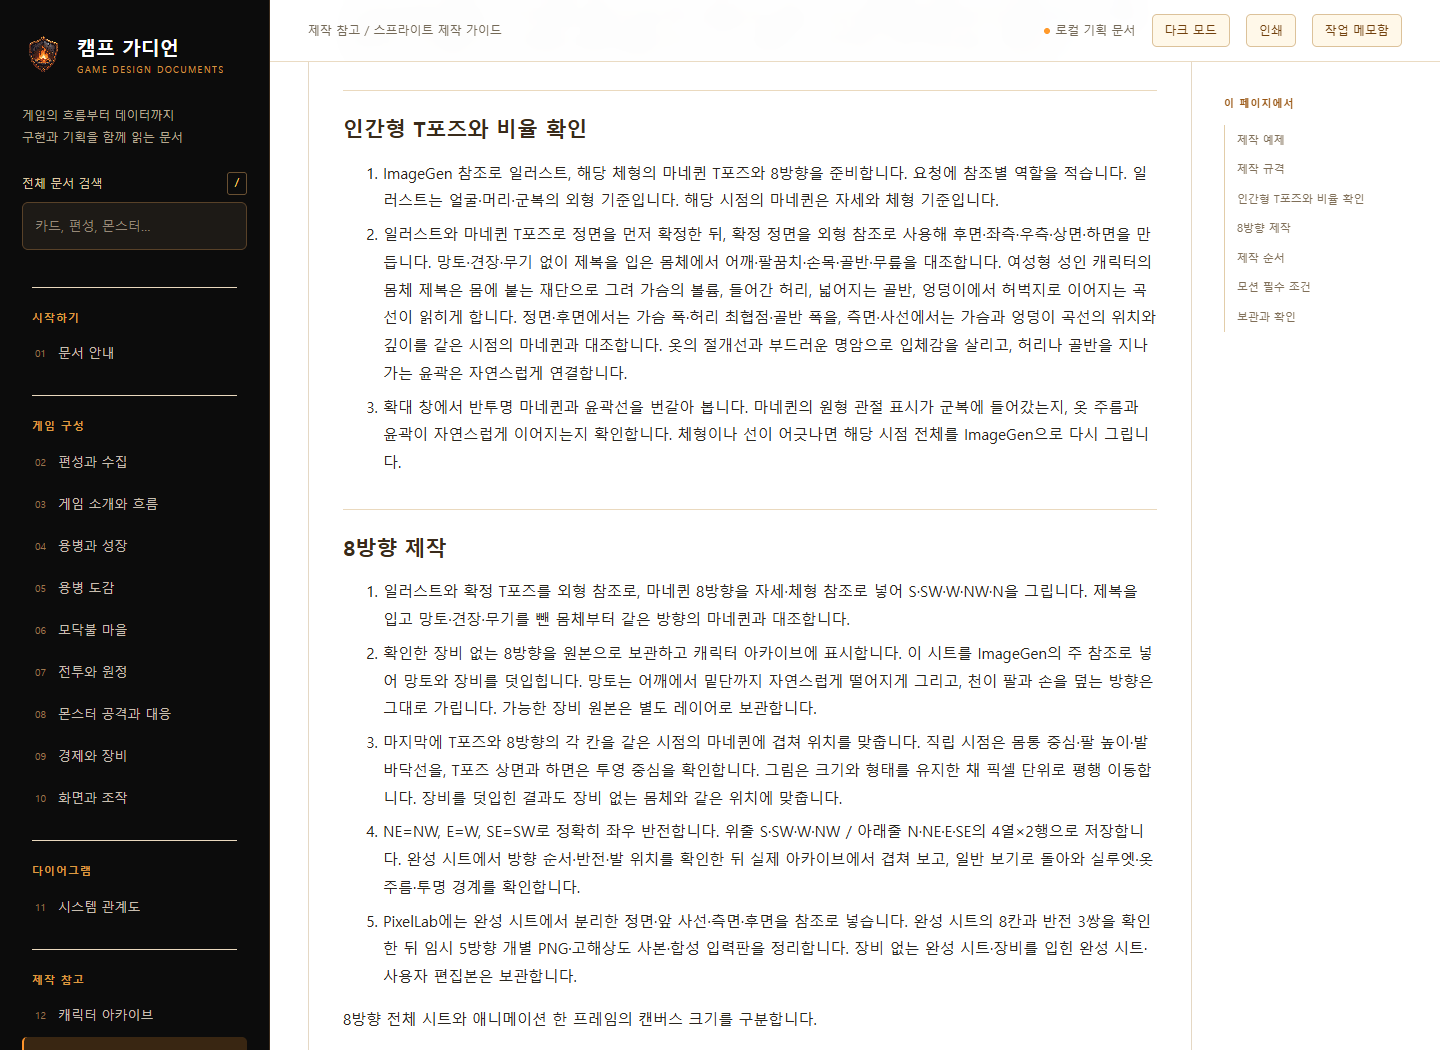 캠프 가디언
GAME DESIGN DOCUMENTS
게임의 흐름부터 데이터까지
구현과 기획을 함께 읽는 문서
전체 문서 검색
/
카드, 편성, 몬스터...
시작하기
01 문서 안내
게임 구성
02 편성과 수집
03 게임 소개와 흐름
04 용병과 성장
05 용병 도감
06 모닥불 마을
07 전투와 원정
08 몬스터 공격과 대응
09 경제와 장비
10 화면과 조작
다이어그램
11 시스템 관계도
제작 참고
12 캐릭터 아카이브
제작 참고 / 스프라이트 제작 가이드
로컬 기획 문서
다크 모드
인쇄
작업 메모함
인간형 T포즈와 비율 확인
1. ImageGen 참조로 일러스트, 해당 체형의 마네퀸 T포즈와 8방향을 준비합니다. 요청에 참조별 역할을 적습니다. 일
러스트는 얼굴·머리·군복의 외형 기준입니다. 해당 시점의 마네퀸은 자세와 체형 기준입니다.
2. 일러스트와 마네퀸 T포즈로 정면을 먼저 확정한 뒤, 확정 정면을 외형 참조로 사용해 후면·좌측·우측·상면·하면을 만
듭니다. 망토·견장·무기 없이 제복을 입은 몸체에서 어깨·팔꿈치·손목·골반·무릎을 대조합니다. 여성형 성인 캐릭터의
몸체 제복은 몸에 붙는 재단으로 그려 가슴의 볼륨, 들어간 허리, 넓어지는 골반, 엉덩이에서 허벅지로 이어지는 곡
선이 읽히게 합니다. 정면·후면에서는 가슴 폭·허리 최협점·골반 폭을, 측면·사선에서는 가슴과 엉덩이 곡선의 위치와
깊이를 같은 시점의 마네퀸과 대조합니다. 옷의 절개선과 부드러운 명암으로 입체감을 살리고, 허리나 골반을 지나
가는 윤곽은 자연스럽게 연결합니다.
3. 확대 창에서 반투명 마네퀸과 윤곽선을 번갈아 봅니다. 마네퀸의 원형 관절 표시가 군복에 들어갔는지, 옷 주름과
윤곽이 자연스럽게 이어지는지 확인합니다. 체형이나 선이 어긋나면 해당 시점 전체를 ImageGen으로 다시 그립니
다.
8방향 제작
1. 일러스트와 확정 T포즈를 외형 참조로, 마네퀸 8방향을 자세·체형 참조로 넣어 S·SW·W·NW·N을 그립니다. 제복을
입고 망토·견장·무기를 뺀 몸체부터 같은 방향의 마네퀸과 대조합니다.
2. 확인한 장비 없는 8방향을 원본으로 보관하고 캐릭터 아카이브에 표시합니다. 이 시트를 ImageGen의 주 참조로 넣
어 망토와 장비를 덧입힙니다. 망토는 어깨에서 밑단까지 자연스럽게 떨어지게 그리고, 천이 팔과 손을 덮는 방향은
그대로 가립니다. 가능한 장비 원본은 별도 레이어로 보관합니다.
3. 마지막에 T포즈와 8방향의 각 칸을 같은 시점의 마네퀸에 겹쳐 위치를 맞춥니다. 직립 시점은 몸통 중심·팔 높이·발
바닥선을, T포즈 상면과 하면은 투영 중심을 확인합니다. 그림은 크기와 형태를 유지한 채 픽셀 단위로 평행 이동합
니다. 장비를 덧입힌 결과도 장비 없는 몸체와 같은 위치에 맞춥니다.
4. NE=NW, E=W, SE=SW로 정확히 좌우 반전합니다. 위줄 S·SW·W·NW / 아래줄 N·NE·E·SE의 4열×2행으로 저장합니
다. 완성 시트에서 방향 순서·반전·발 위치를 확인한 뒤 실제 아카이브에서 겹쳐 보고, 일반 보기로 돌아와 실루엣·옷
주름·투명 경계를 확인합니다.
5. PixelLab에는 완성 시트에서 분리한 정면·앞 사선·측면·후면을 참조로 넣습니다. 완성 시트의 8칸과 반전 3쌍을 확인
한 뒤 임시 5방향 개별 PNG·고해상도 사본·합성 입력판을 정리합니다. 장비 없는 완성 시트·장비를 입힌 완성 시트·
사용자 편집본은 보관합니다.
8방향 전체 시트와 애니메이션 한 프레임의 캔버스 크기를 구분합니다.
이 페이지에서
제작 예제
제작 규격
인간형 T포즈와 비율 확인
8방향 제작
제작 순서
모션 필수 조건
보관과 확인